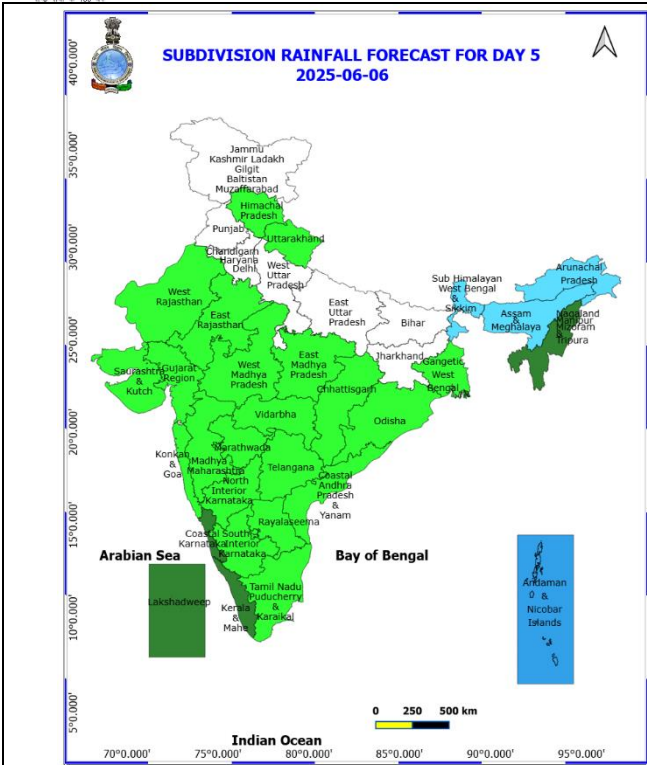 SUBDIVISION RAINFALL FORECAST FOR DAY 5
2025-06-06
40°0.000'
35°0.000'
30°0.000'
25°0.000'
20°0.000'
15°0.000'
10°0.000'
5°0.000'
Jammu
Kashmir Ladakh
Gilgit
Baltistan
Muzaffarabad
Himachal
Pradesh
Punjab
Uttarakhand
Chandigarh
Haryana
Delhi
West
Uttar
Pradesh
West
Rajasthan
East
Rajasthan
East
Uttar
Pradesh
Bihar
Sub Himalayan
West Bengal
&
Sikkim
Arunachal
Pradesh
Assam
&
Meghalaya
Nagaland
Manipur
Mizoram
&
Tripura
Jharkhand
Gangetic
West
Bengal
Saurashtra
&
Kutch
Gujarat
Region
West
Madhya
Pradesh
East
Madhya
Pradesh
Chhattisgarh
Odisha
Vidarbha
Konkan
&
Goa
Madhya
Maharashtra
Marathwada
North
Interior
Karnataka
Telangana
Coastal
Andhra
Pradesh
&
Yanam
Rayalaseema
Coastal
Karnataka
South
Interior
Karnataka
Arabian Sea
Bay of Bengal
Lakshadweep
Kerala
&
Mahe
Tamil Nadu
Puducherry
&
Karaikal
Andaman
&
Nicobar
Islands
0 250 500 km
Indian Ocean
70°0.000' 75°0.000' 80°0.000' 85°0.000' 90°0.000' 95°0.000'